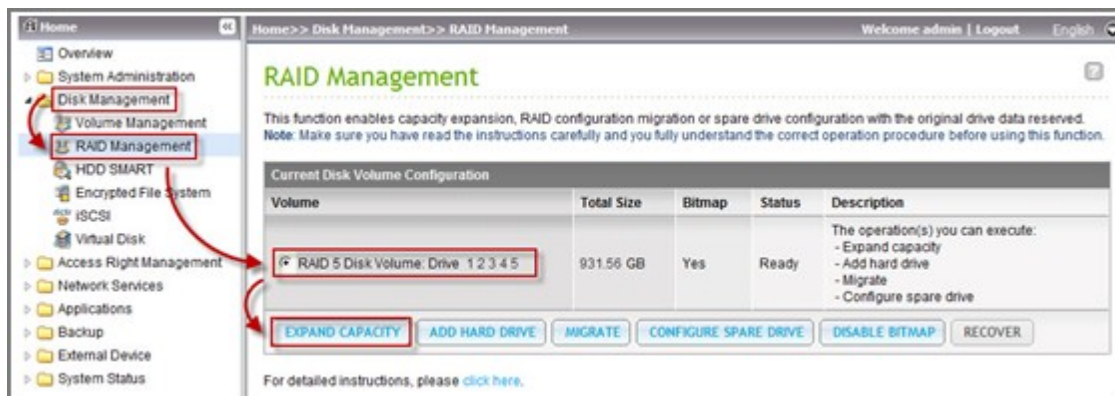 Home
Home>> Disk Management>> RAID Management
Welcome admin | Logout
English
Overview
System Administration
Disk Management
Volume Management
RAID Management
HDD SMART
Encrypted File System
iSCSI
Virtual Disk
Access Right Management
Network Services
Applications
Backup
External Device
System Status
RAID Management
This function enables capacity expansion, RAID configuration migration or spare drive configuration with the original drive data reserved.
Note: Make sure you have read the instructions carefully and you fully understand the correct operation procedure before using this function.
Current Disk Volume Configuration
Volume Total Size Bitmap Status Description
RAID 5 Disk Volume: Drive 1 2 3 4 5 931.56 GB Yes Ready
The operation(s) you can execute:
- Expand capacity
- Add hard drive
- Migrate
- Configure spare drive
EXPAND CAPACITY ADD HARD DRIVE MIGRATE CONFIGURE SPARE DRIVE DISABLE BITMAP RECOVER
For detailed instructions, please click here.